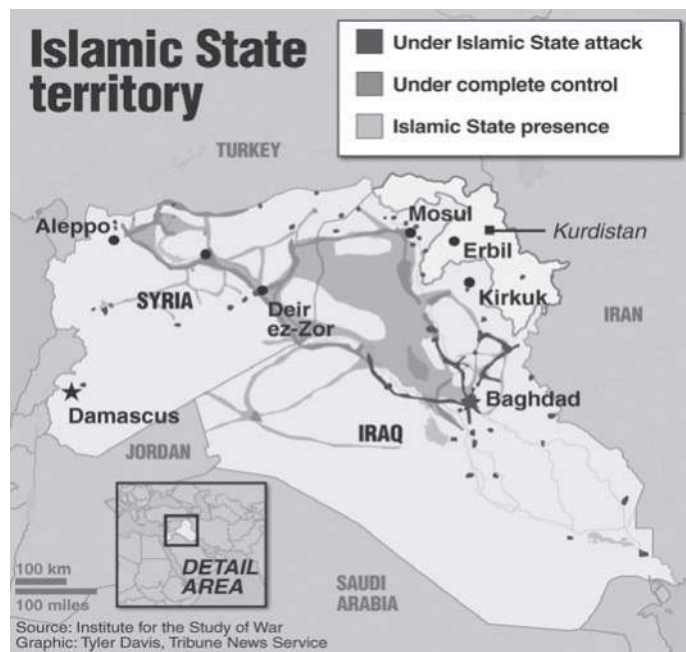 Islamic State
territory
Under Islamic State attack
Under complete control
Islamic State presence
TURKEY
Aleppo
Mosul
Erbil
Kurdistan
SYRIA
Deir
ez-Zor
Kirkuk
IRAN
Damascus
Baghdad
IRAQ
JORDAN
DETAIL
AREA
SAUDI
ARABIA
100 km
100 miles
Source: Institute for the Study of War
Graphic: Tyler Davis, Tribune News Service